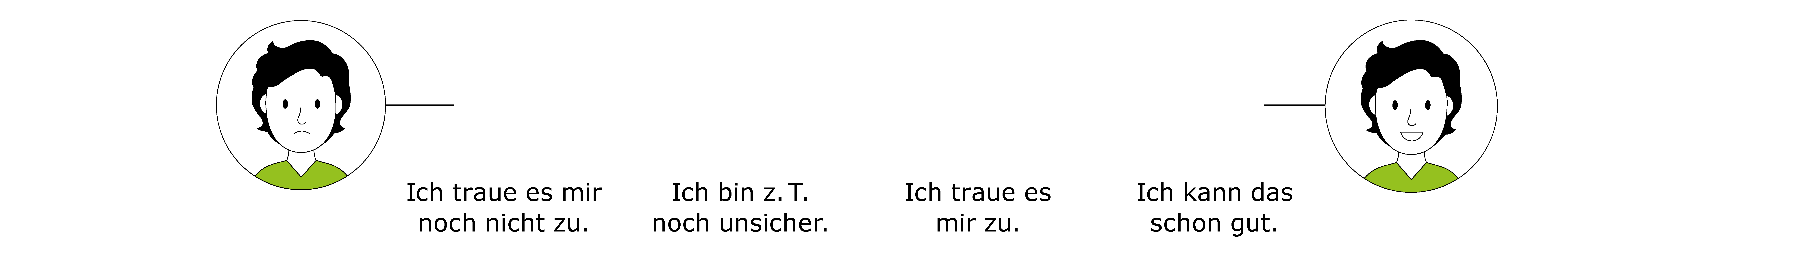 Ich traue es mir
noch nicht zu.
Ich bin z. T.
noch unsicher.
Ich traue es
mir zu.
Ich kann das
schon gut.